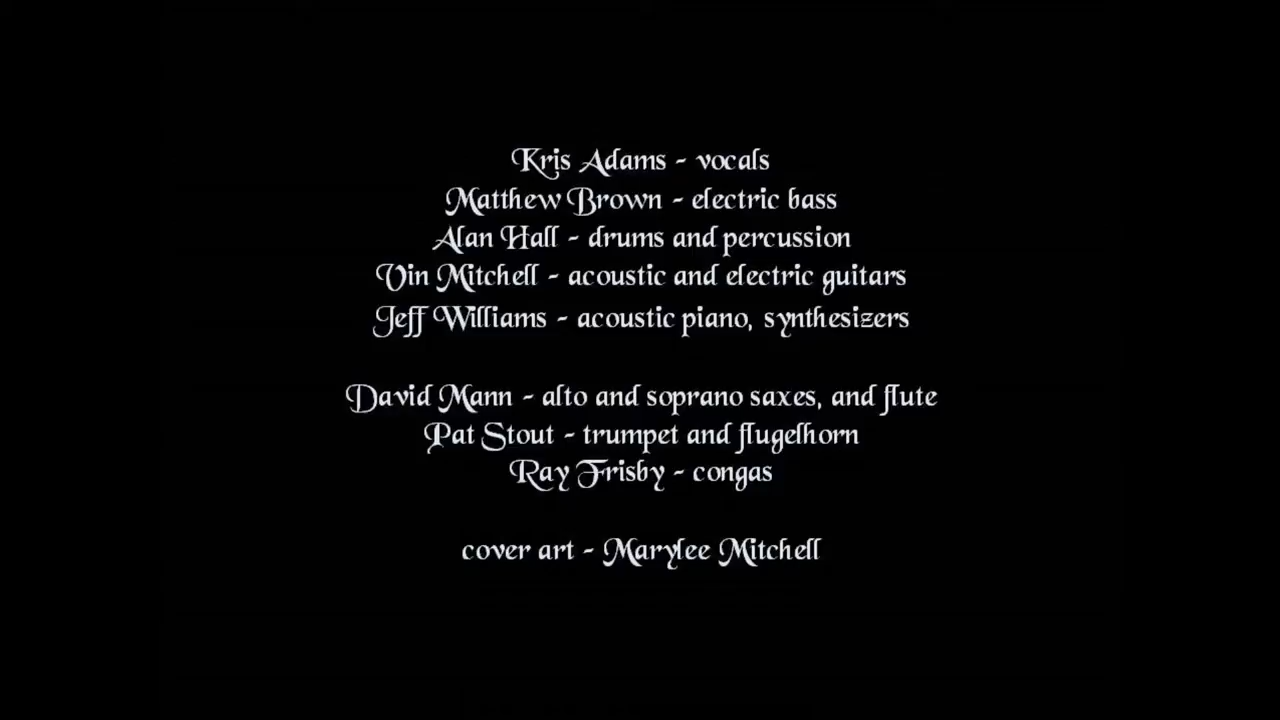 Kris Adams - vocals
Matthew Brown - electric bass
Alan Hall - drums and percussion
Vin Mitchell - acoustic and electric guitars
Jeff Williams - acoustic piano, synthesizers
David Mann - alto and soprano saxes, and flute
Pat Stout - trumpet and flugelhorn
Ray Frisby - congas
cover art - Marylee Mitchell